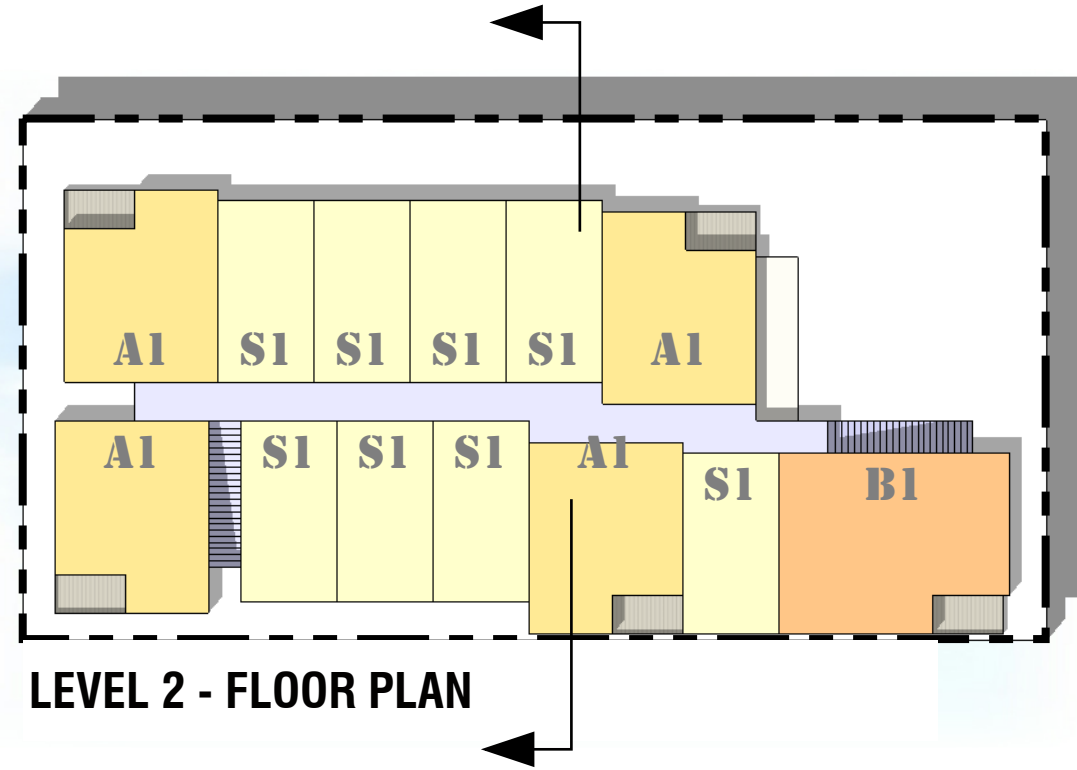 A1 S1 S1 S1 S1 A1
A1 S1 S1 S1 A1 S1 B1
LEVEL 2 - FLOOR PLAN